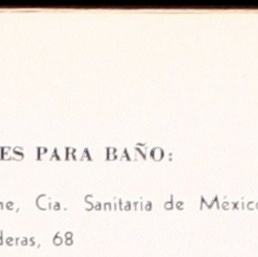 ES PARA BAÑO:
ne, Cia. Sanitaria de México
deras, 68